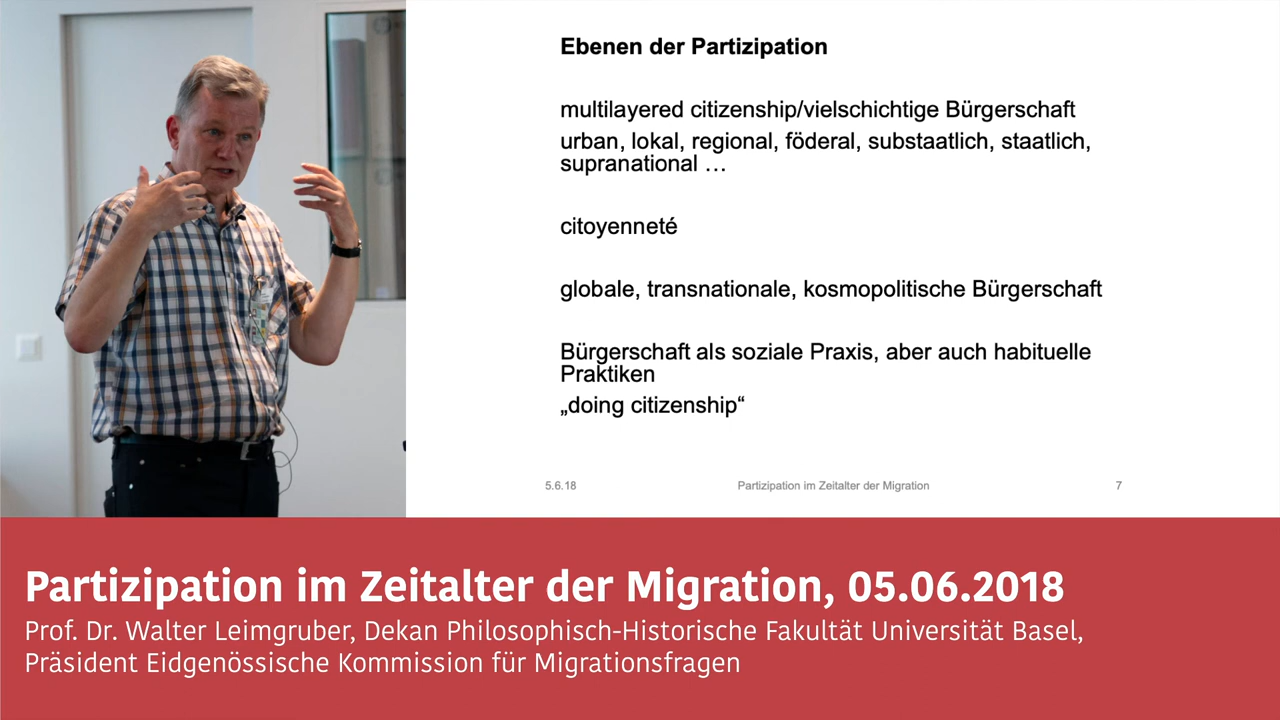 Ebenen der Partizipation
multilayered citizenship/vielschichtige Bürgerschaft
urban, lokal, regional, föderal, substaatlich, staatlich,
supranational …
citoyenneté
globale, transnationale, kosmopolitische Bürgerschaft
Bürgerschaft als soziale Praxis, aber auch habituelle
Praktiken
„doing citizenship“
5.6.18 Partizipation im Zeitalter der Migration 7
Partizipation im Zeitalter der Migration, 05.06.2018
Prof. Dr. Walter Leimgruber, Dekan Philosophisch-Historische Fakultät Universität Basel,
Präsident Eidgenössische Kommission für Migrationsfragen